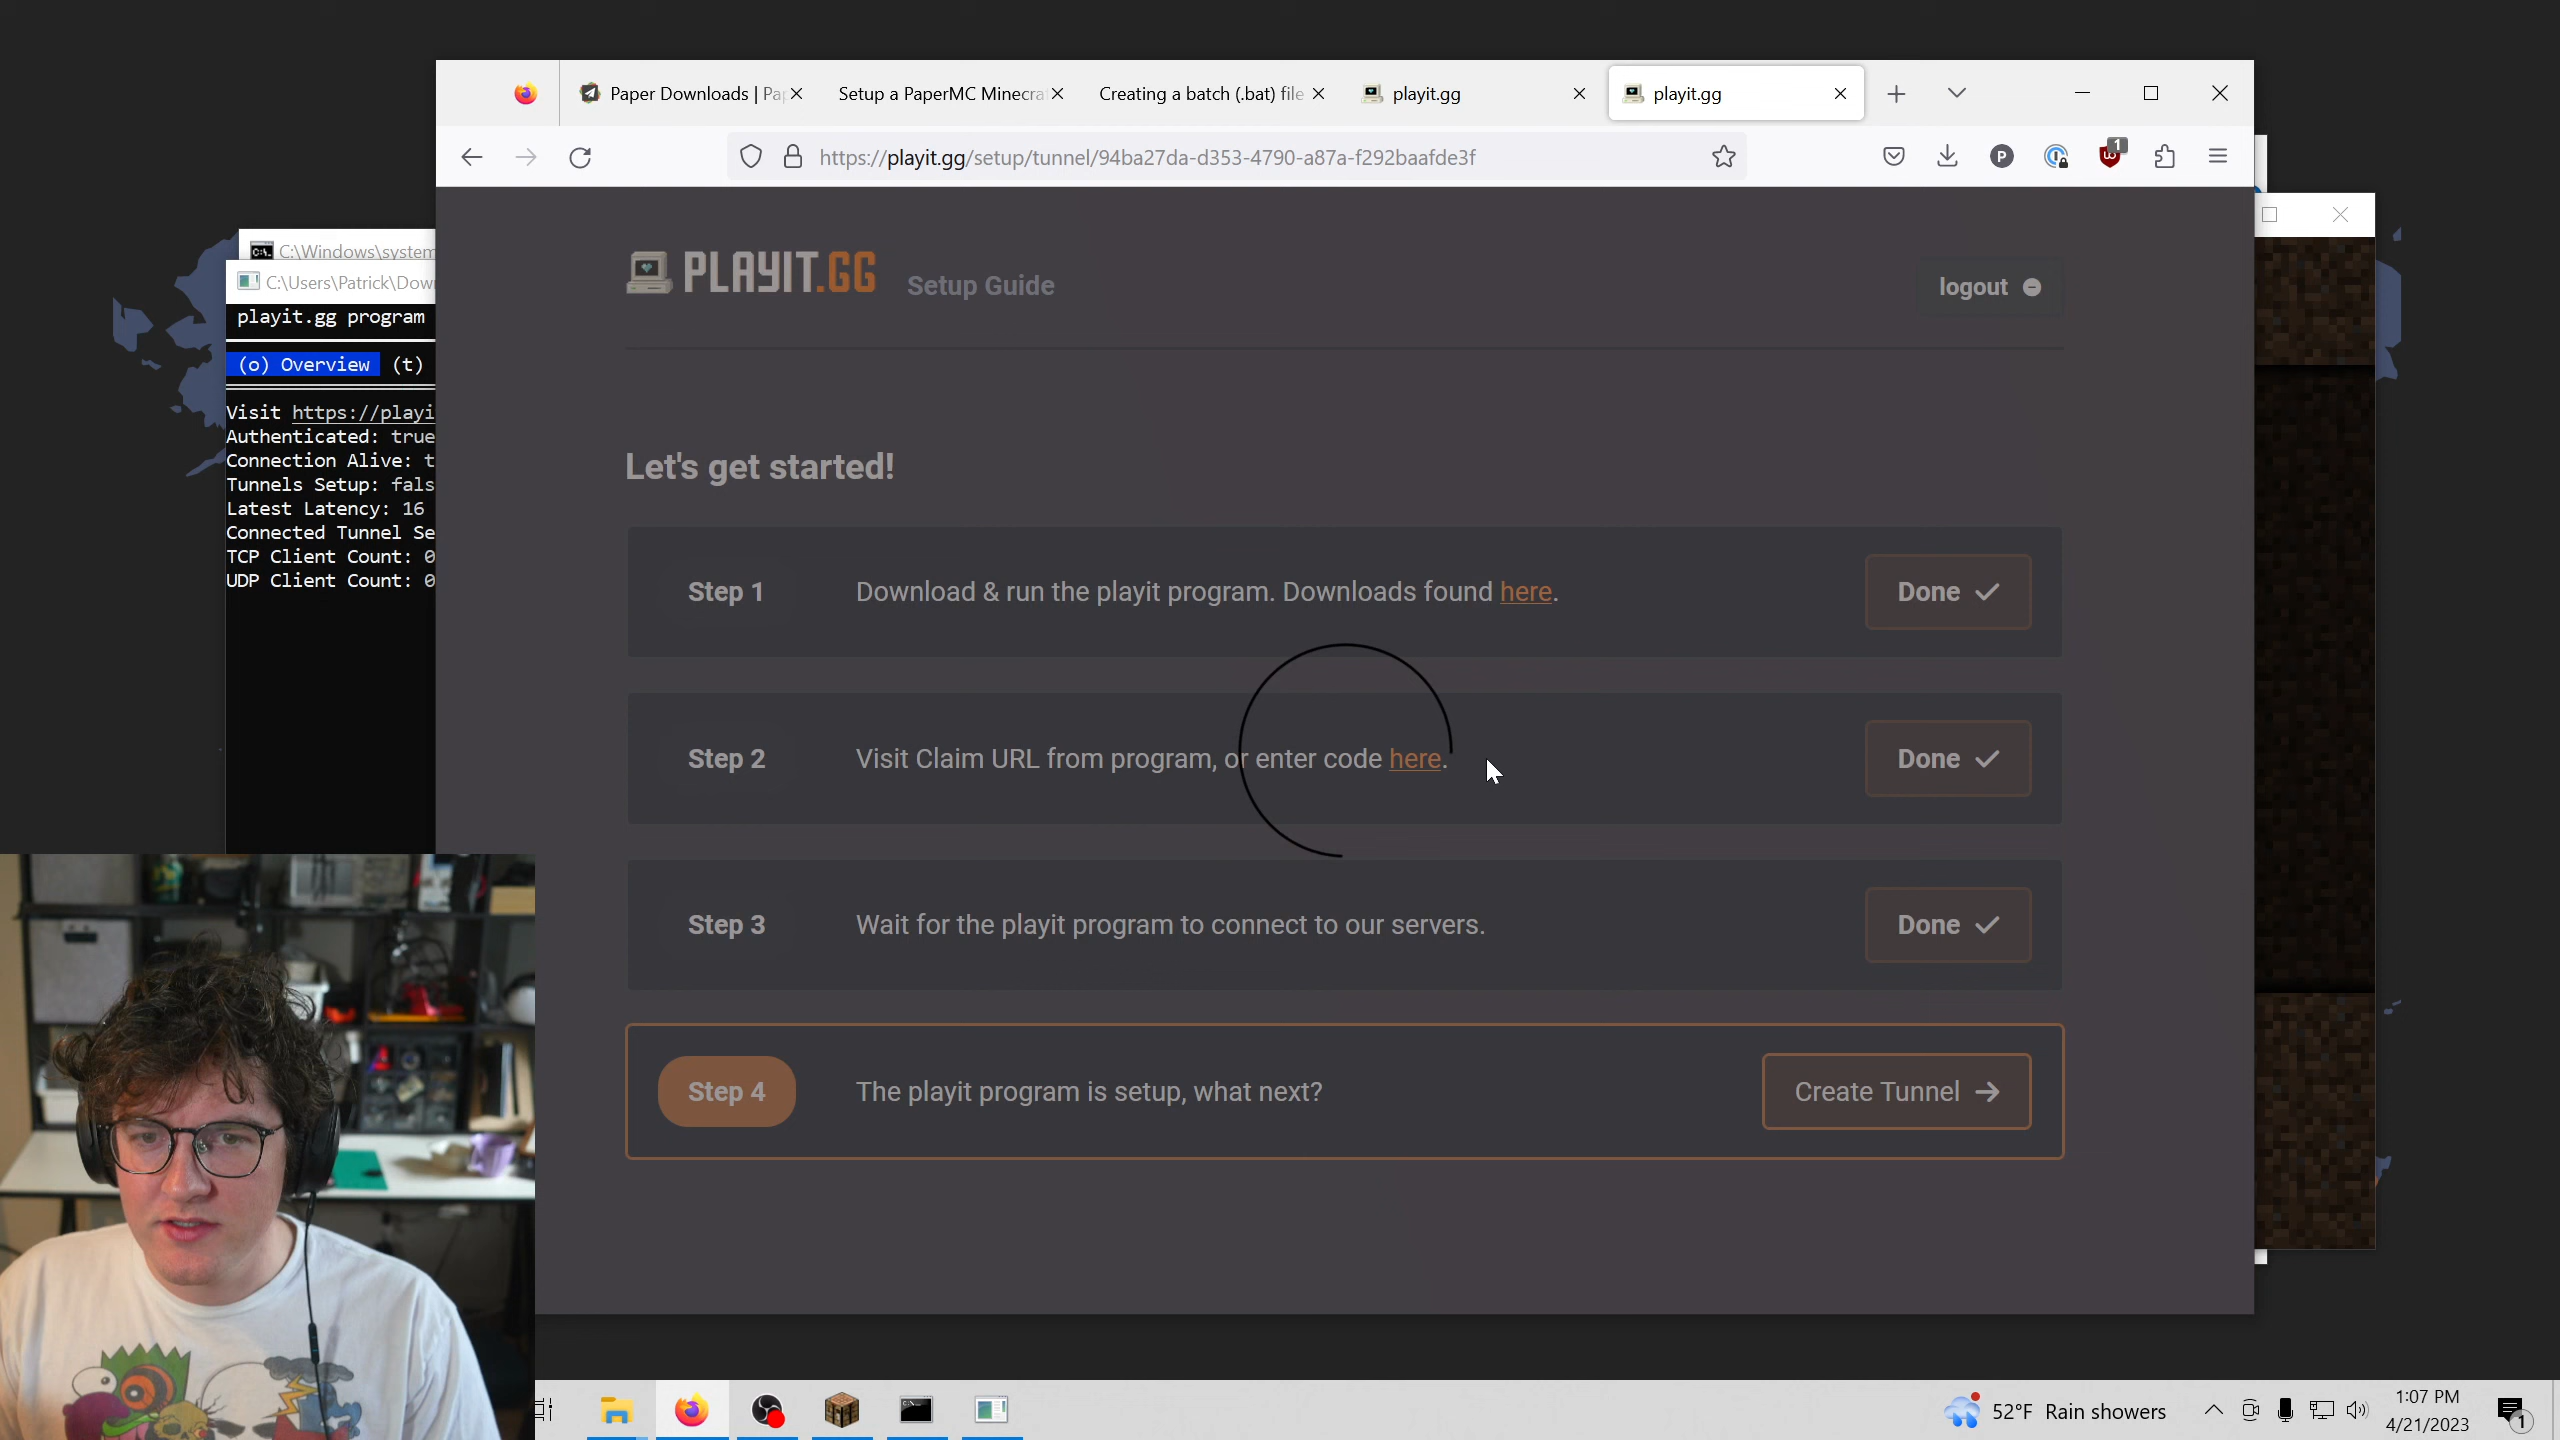 Paper Downloads | Pa
Setup a PaperMC Minecra
Creating a batch (.bat) file
playit.gg
playit.gg
https://playit.gg/setup/tunnel/94ba27da-d353-4790-a87a-f292baafde3f
P
1
C:\Windows\system
C:\Users\Patrick\Dow
playit.gg program
(o) Overview (t)
Visit https://playi
Authenticated: true
Connection Alive: t
Tunnels Setup: fals
Latest Latency: 16
Connected Tunnel Se
TCP Client Count: 0
UDP Client Count: 0
PLAYIT.GG
Setup Guide
logout
Let's get started!
Step 1
Download & run the playit program. Downloads found here.
Done
Step 2
Visit Claim URL from program, or enter code here.
Done
Step 3
Wait for the playit program to connect to our servers.
Done
Step 4
The playit program is setup, what next?
Create Tunnel
52°F Rain showers
1:07 PM
4/21/2023
1